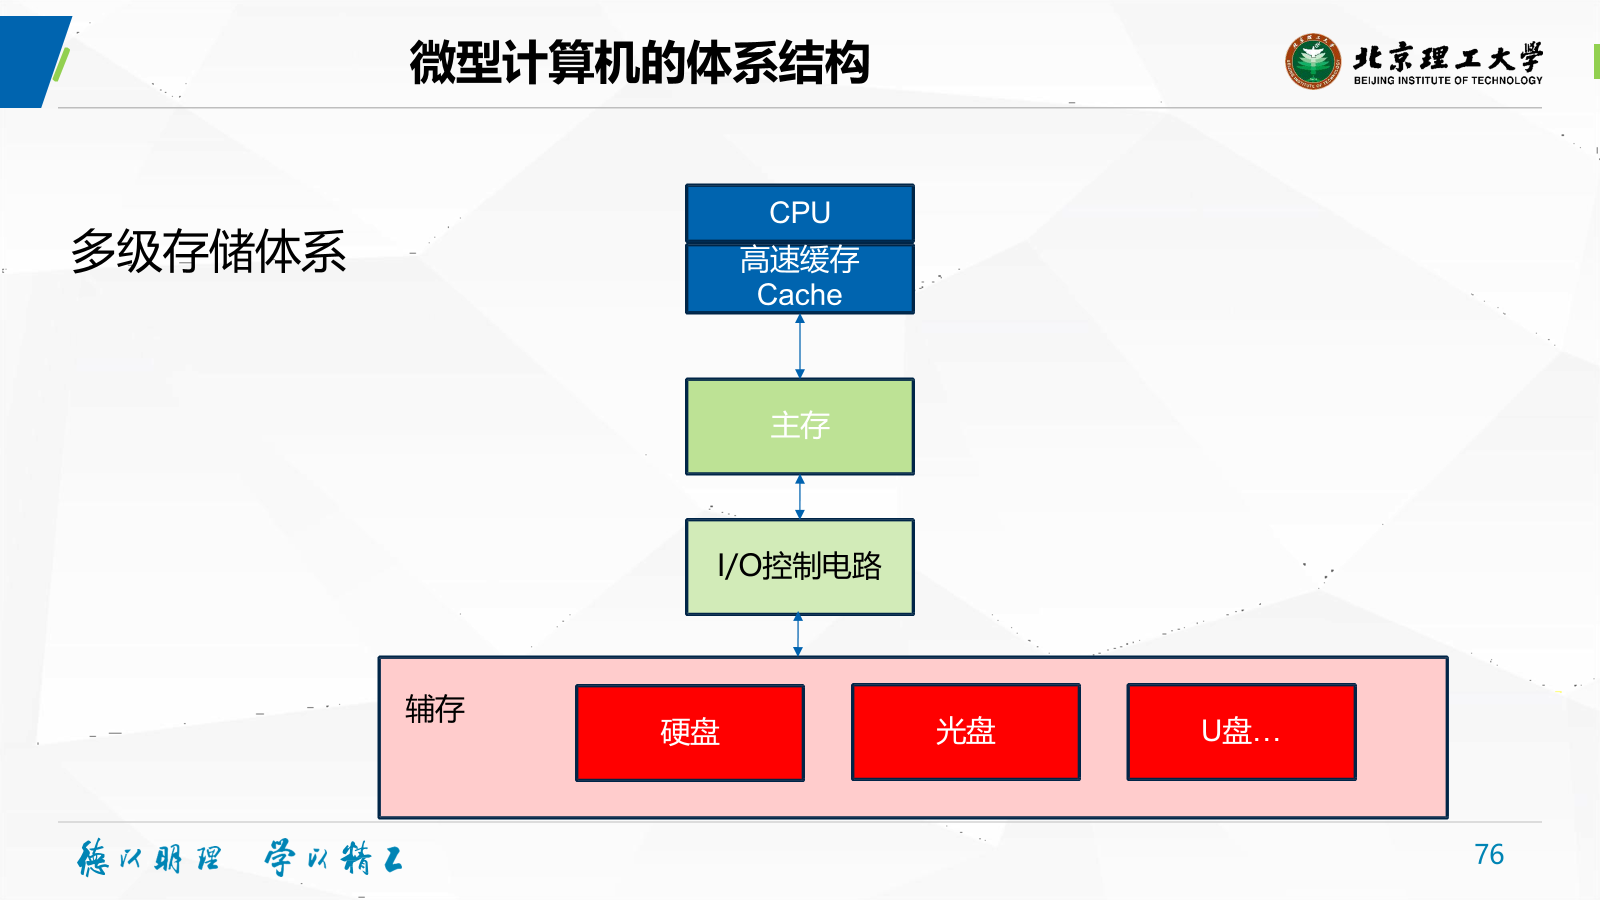 微型计算机的体系结构
北京理工大学
BEIJING INSTITUTE OF TECHNOLOGY
多级存储体系
CPU
高速缓存
Cache
主存
I/O控制电路
辅存
硬盘
光盘
U盘…
德以明理 学以精工
76